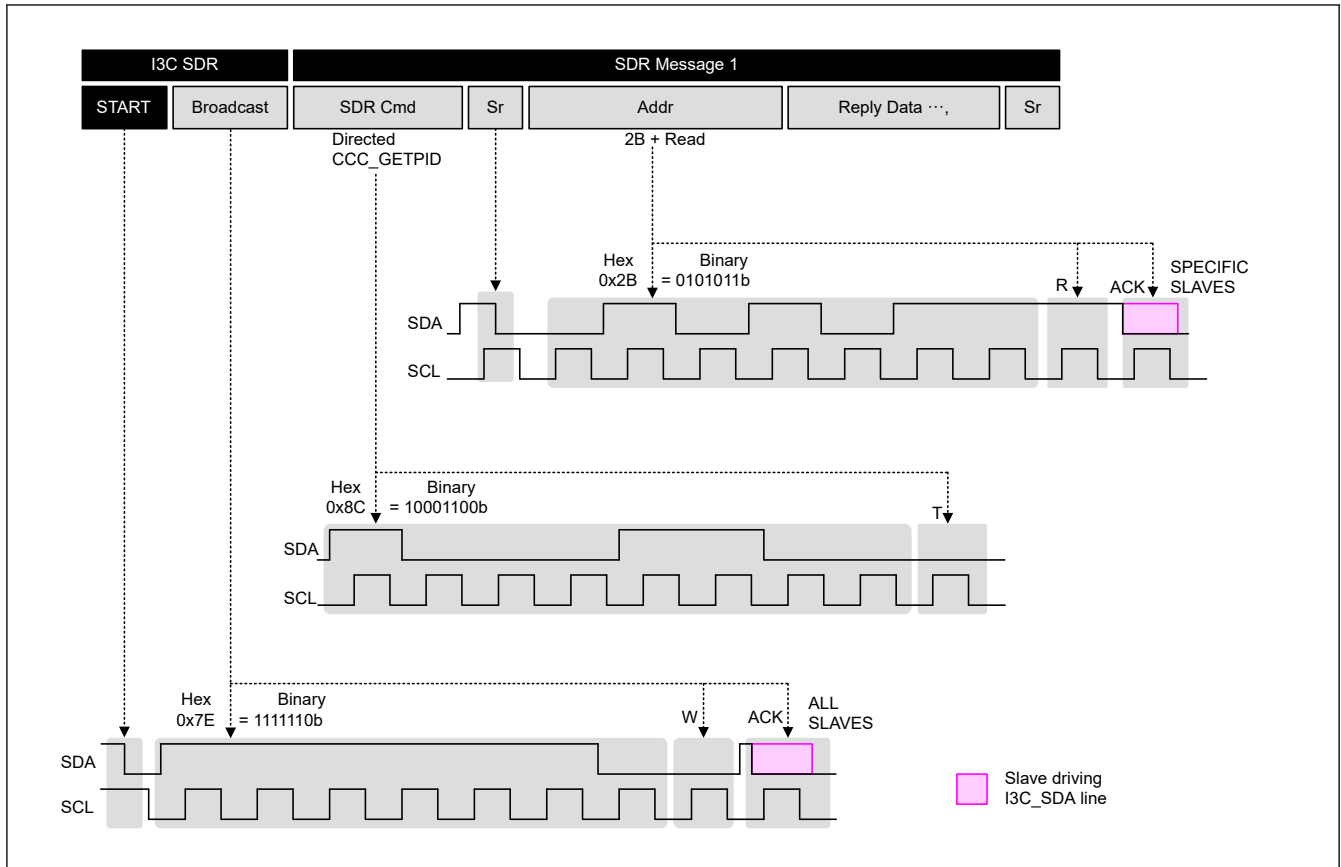 I3C SDR
SDR Message 1
START
Broadcast
SDR Cmd
Sr
Addr
Reply Data ⋯,
Sr
Directed
CCC_GETPID
2B + Read
Hex
0x2B
Binary
= 0101011b
R
ACK
SPECIFIC
SLAVES
SDA
SCL
Hex
0x8C
Binary
= 10001100b
T
SDA
SCL
Hex
0x7E
Binary
= 1111110b
W
ACK
ALL
SLAVES
SDA
SCL
Slave driving
I3C_SDA line